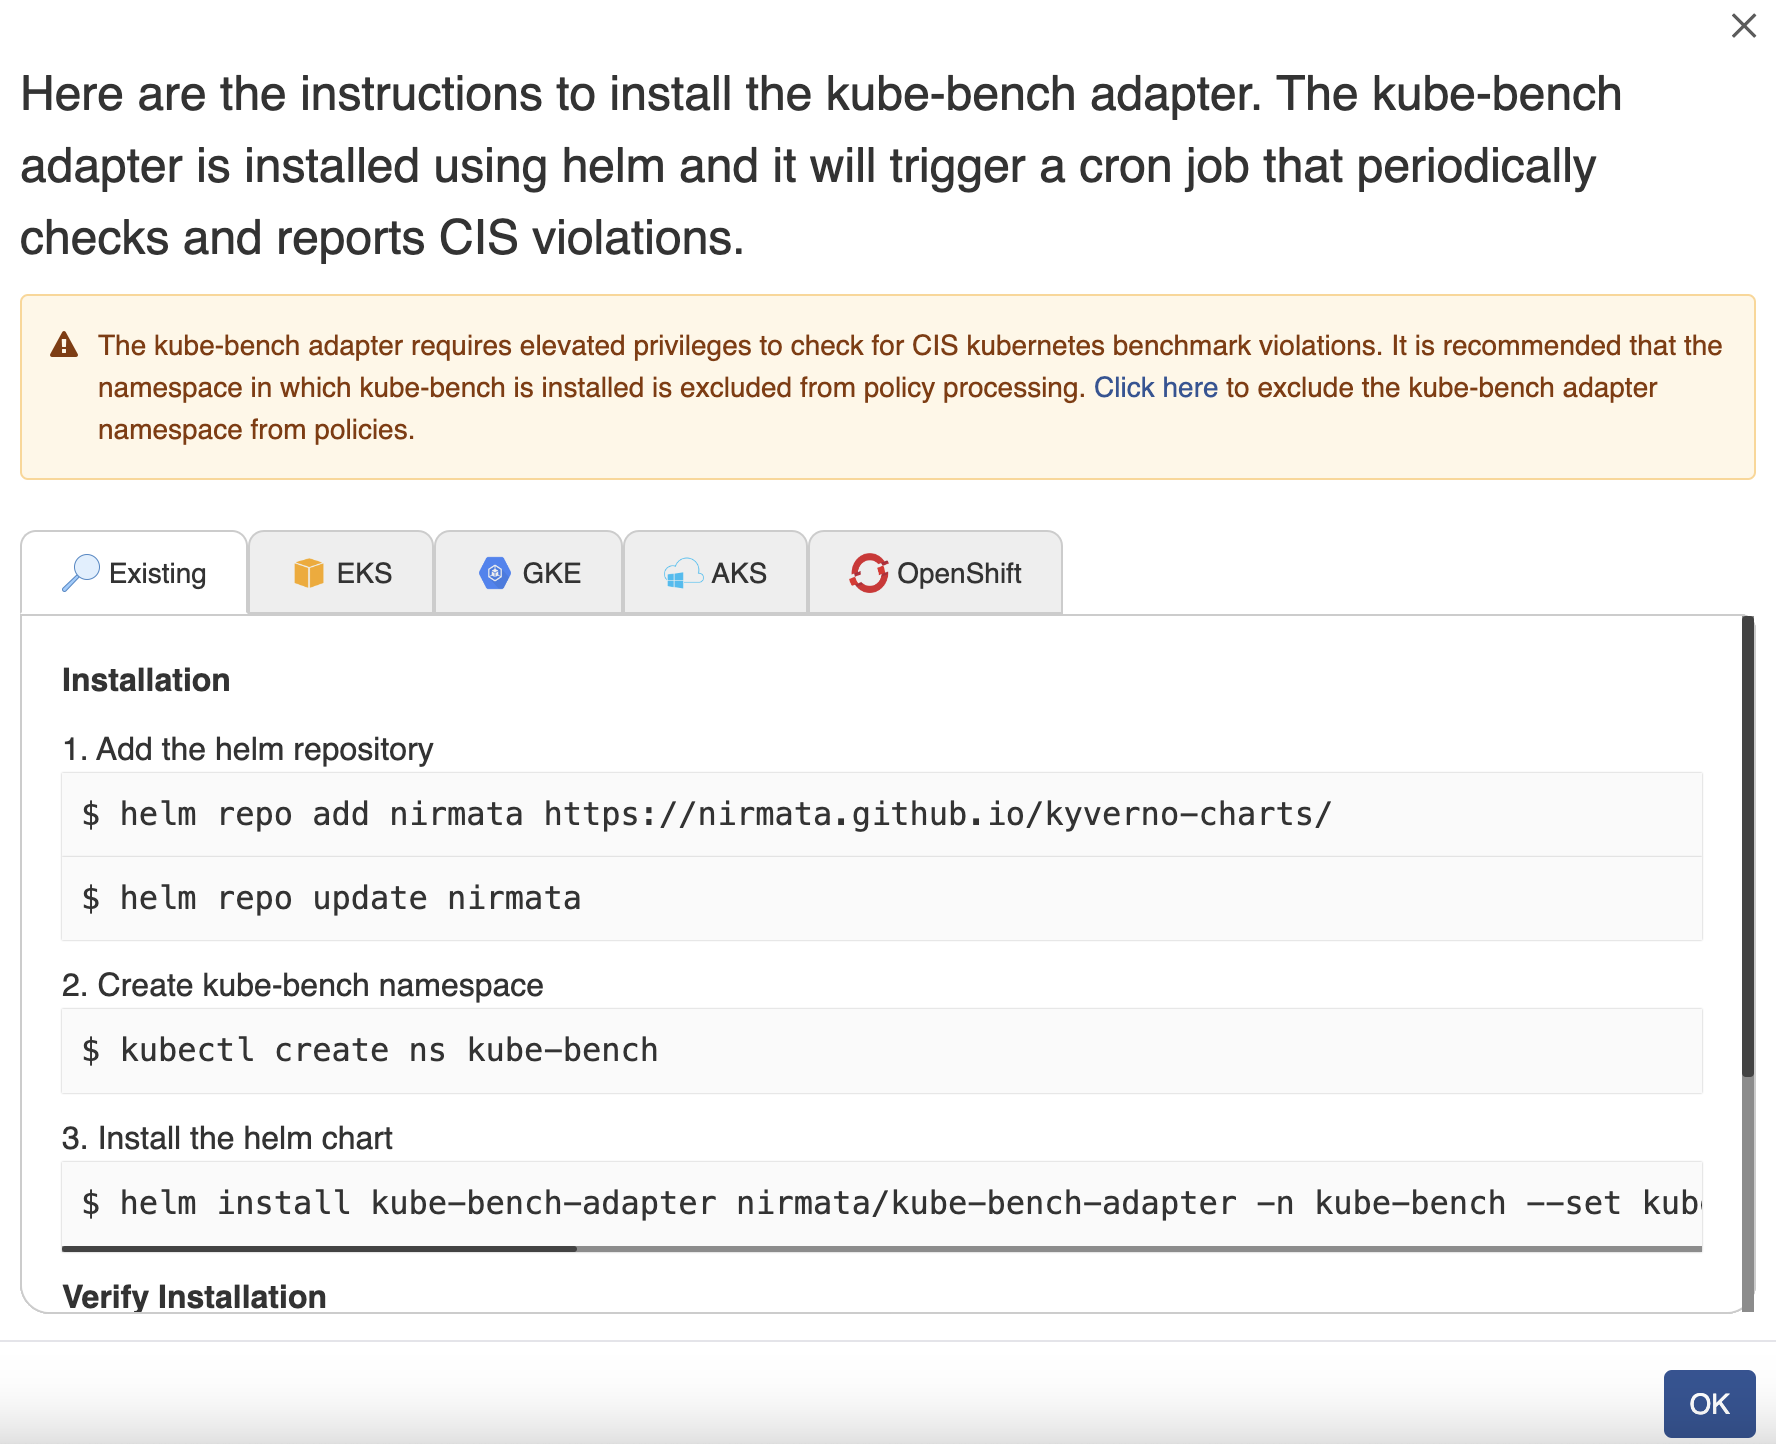 Here are the instructions to install the kube-bench adapter. The kube-bench
adapter is installed using helm and it will trigger a cron job that periodically
checks and reports CIS violations.
The kube-bench adapter requires elevated privileges to check for CIS kubernetes benchmark violations. It is recommended that the
namespace in which kube-bench is installed is excluded from policy processing. Click here to exclude the kube-bench adapter
namespace from policies.
Existing EKS GKE AKS OpenShift
Installation
1. Add the helm repository
$ helm repo add nirmata https://nirmata.github.io/kyverno-charts/
$ helm repo update nirmata
2. Create kube-bench namespace
$ kubectl create ns kube-bench
3. Install the helm chart
$ helm install kube-bench-adapter nirmata/kube-bench-adapter -n kube-bench --set
Verify Installation
OK